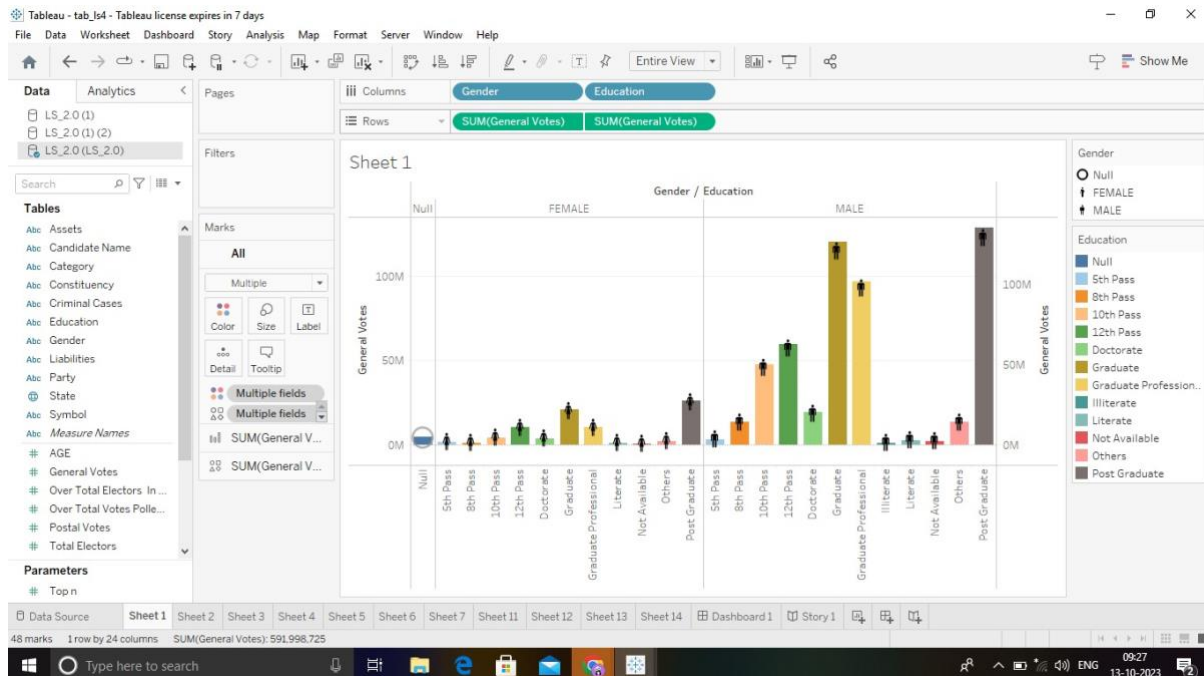 Tableau - tab_ls4 - Tableau license expires in 7 days
File Data Worksheet Dashboard Story Analysis Map Format Server Window Help
Entire View
Show Me
Data Analytics
LS_2.0 (1)
LS_2.0 (1) (2)
LS_2.0 (LS_2.0)
Search
Tables
Abc Assets
Abc Candidate Name
Abc Category
Abc Constituency
Abc Criminal Cases
Abc Education
Abc Gender
Abc Liabilities
Abc Party
State
Abc Symbol
Abc Measure Names
# AGE
# General Votes
# Over Total Electors In ...
# Over Total Votes Polle...
# Postal Votes
# Total Electors
Parameters
# Top n
Pages
Filters
Marks
All
Multiple
Color Size Label
Detail Tooltip
Multiple fields
Multiple fields
SUM(General V...
SUM(General V...
Columns Gender Education
Rows SUM(General Votes) SUM(General Votes)
Sheet 1
Gender / Education
Null FEMALE MALE
General Votes
100M
50M
0M
Null
5th Pass
8th Pass
10th Pass
12th Pass
Doctorate
Graduate
Graduate Professional
Literate
Not Available
Others
Post Graduate
5th Pass
8th Pass
10th Pass
12th Pass
Doctorate
Graduate
Graduate Professional
Illiterate
Literate
Not Available
Others
Post Graduate
100M
50M
0M
General Votes
Gender
Null
FEMALE
MALE
Education
Null
5th Pass
8th Pass
10th Pass
12th Pass
Doctorate
Graduate
Graduate Profession..
Illiterate
Literate
Not Available
Others
Post Graduate
Data Source Sheet 1 Sheet 2 Sheet 3 Sheet 4 Sheet 5 Sheet 6 Sheet 7 Sheet 11 Sheet 12 Sheet 13 Sheet 14 Dashboard 1 Story 1
48 marks 1 row by 24 columns SUM(General Votes): 591,998,725
Type here to search
ENG
09:27
13-10-2023